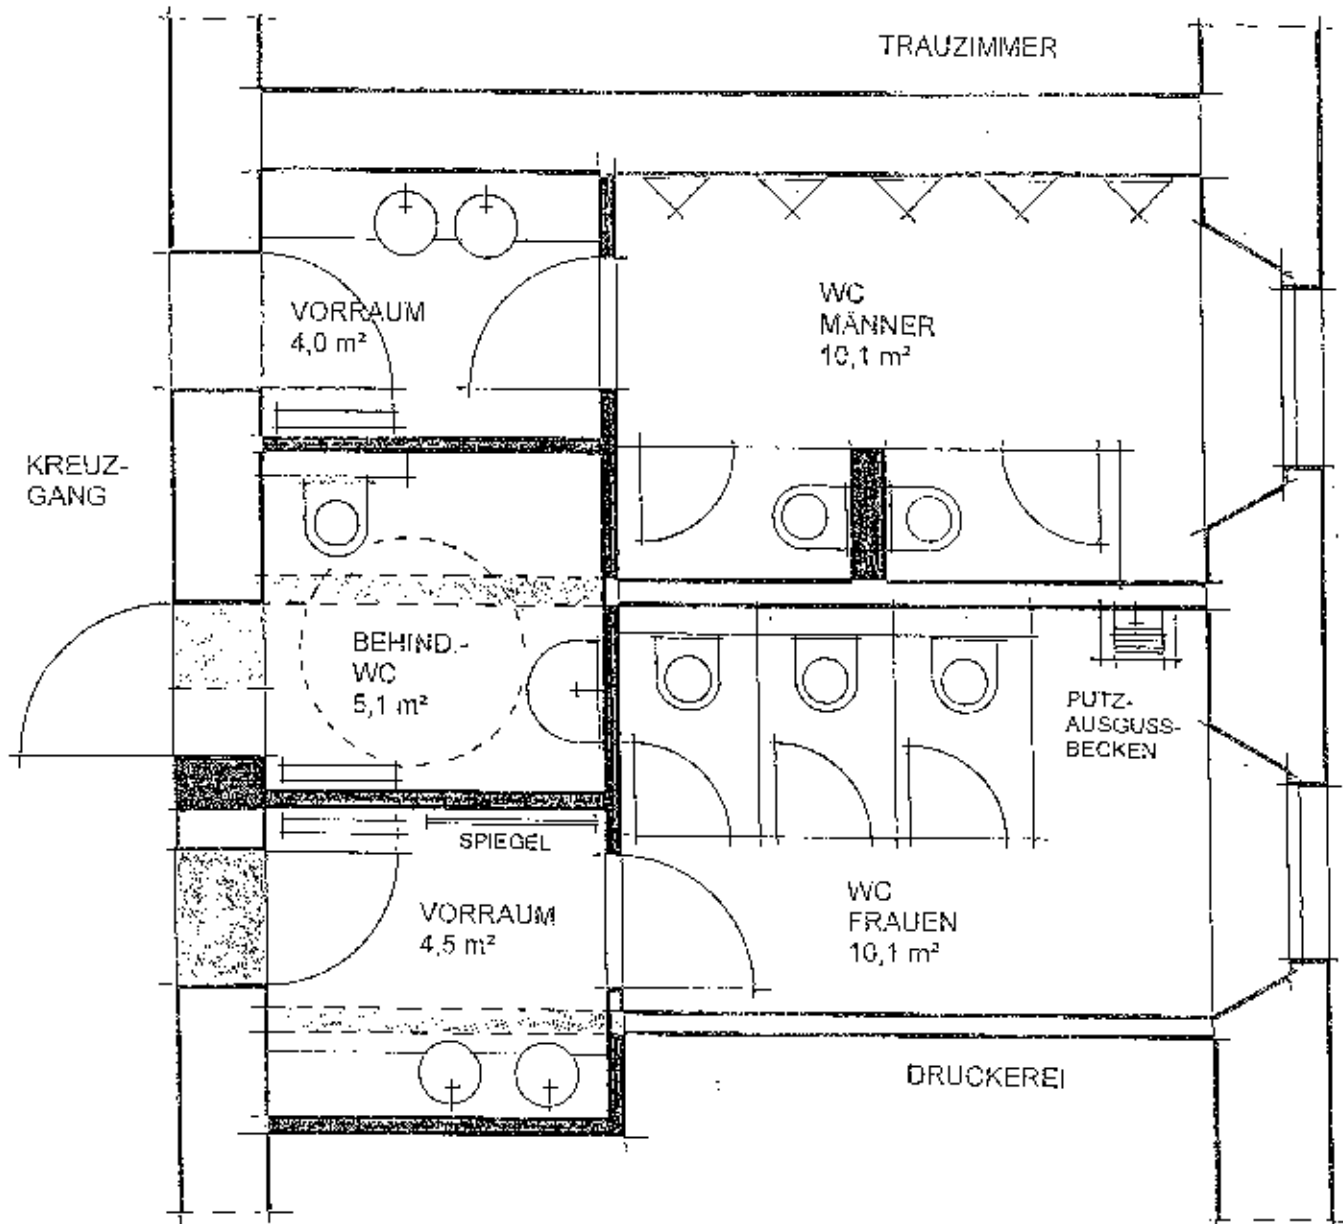 TRAUZIMMER
VORRAUM
4,0 m²
WC
MÄNNER
10,1 m²
KREUZ-
GANG
BEHIND.-
WC
5,1 m²
PUTZ-
AUSGUSS-
BECKEN
SPIEGEL
VORRAUM
4,5 m²
WC
FRAUEN
10,1 m²
DRUCKEREI